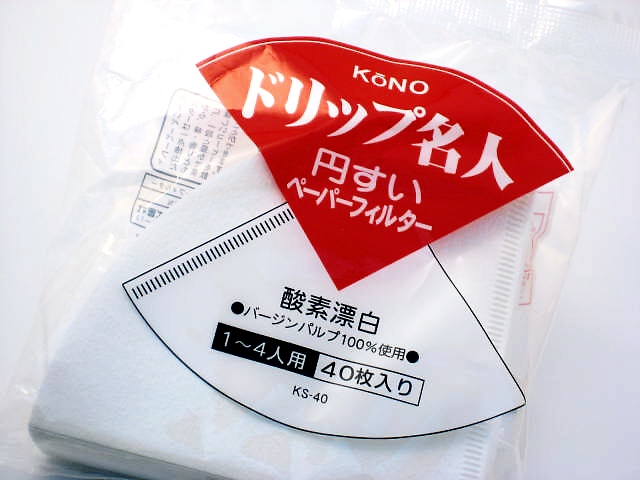 KōNO
ドリップ名人
円すい
ペーパーフィルター
酸素漂白
●バージンパルプ100%使用●
1～4人用 40枚入り
KS-40